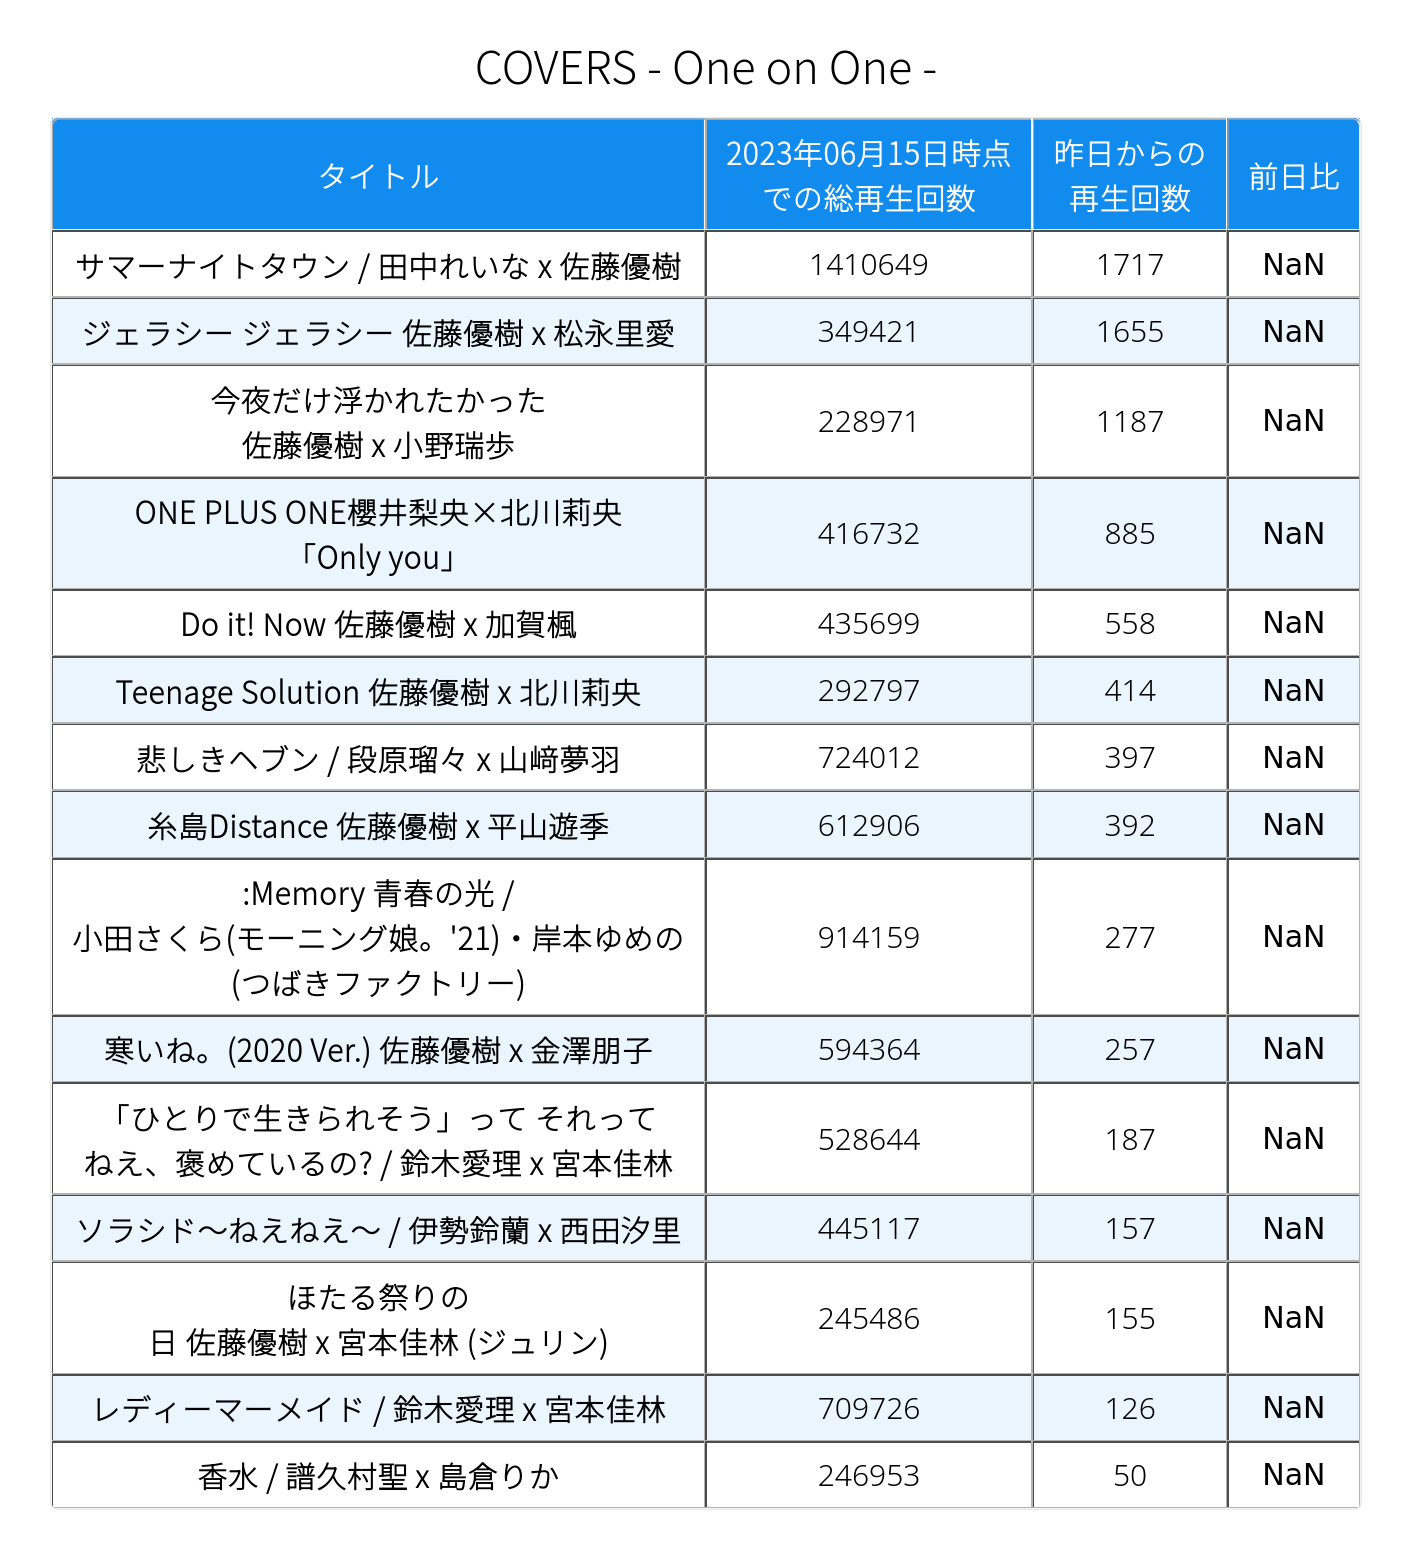 COVERS - One on One -
タイトル
2023年06月15日時点
での総再生回数
昨日からの
再生回数
前日比
サマーナイトタウン / 田中れいな x 佐藤優樹
1410649
1717
NaN
ジェラシー ジェラシー 佐藤優樹 x 松永里愛
349421
1655
NaN
今夜だけ浮かれたかった
佐藤優樹 x 小野瑞歩
228971
1187
NaN
ONE PLUS ONE櫻井梨央×北川莉央
「Only you」
416732
885
NaN
Do it! Now 佐藤優樹 x 加賀楓
435699
558
NaN
Teenage Solution 佐藤優樹 x 北川莉央
292797
414
NaN
悲しきヘブン / 段原瑠々 x 山﨑夢羽
724012
397
NaN
糸島Distance 佐藤優樹 x 平山遊季
612906
392
NaN
:Memory 青春の光 /
小田さくら(モーニング娘。'21)・岸本ゆめの
(つばきファクトリー)
914159
277
NaN
寒いね。(2020 Ver.) 佐藤優樹 x 金澤朋子
594364
257
NaN
「ひとりで生きられそう」って それって
ねえ、褒めているの? / 鈴木愛理 x 宮本佳林
528644
187
NaN
ソラシド〜ねえねえ〜 / 伊勢鈴蘭 x 西田汐里
445117
157
NaN
ほたる祭りの
日 佐藤優樹 x 宮本佳林 (ジュリン)
245486
155
NaN
レディーマーメイド / 鈴木愛理 x 宮本佳林
709726
126
NaN
香水 / 譜久村聖 x 島倉りか
246953
50
NaN